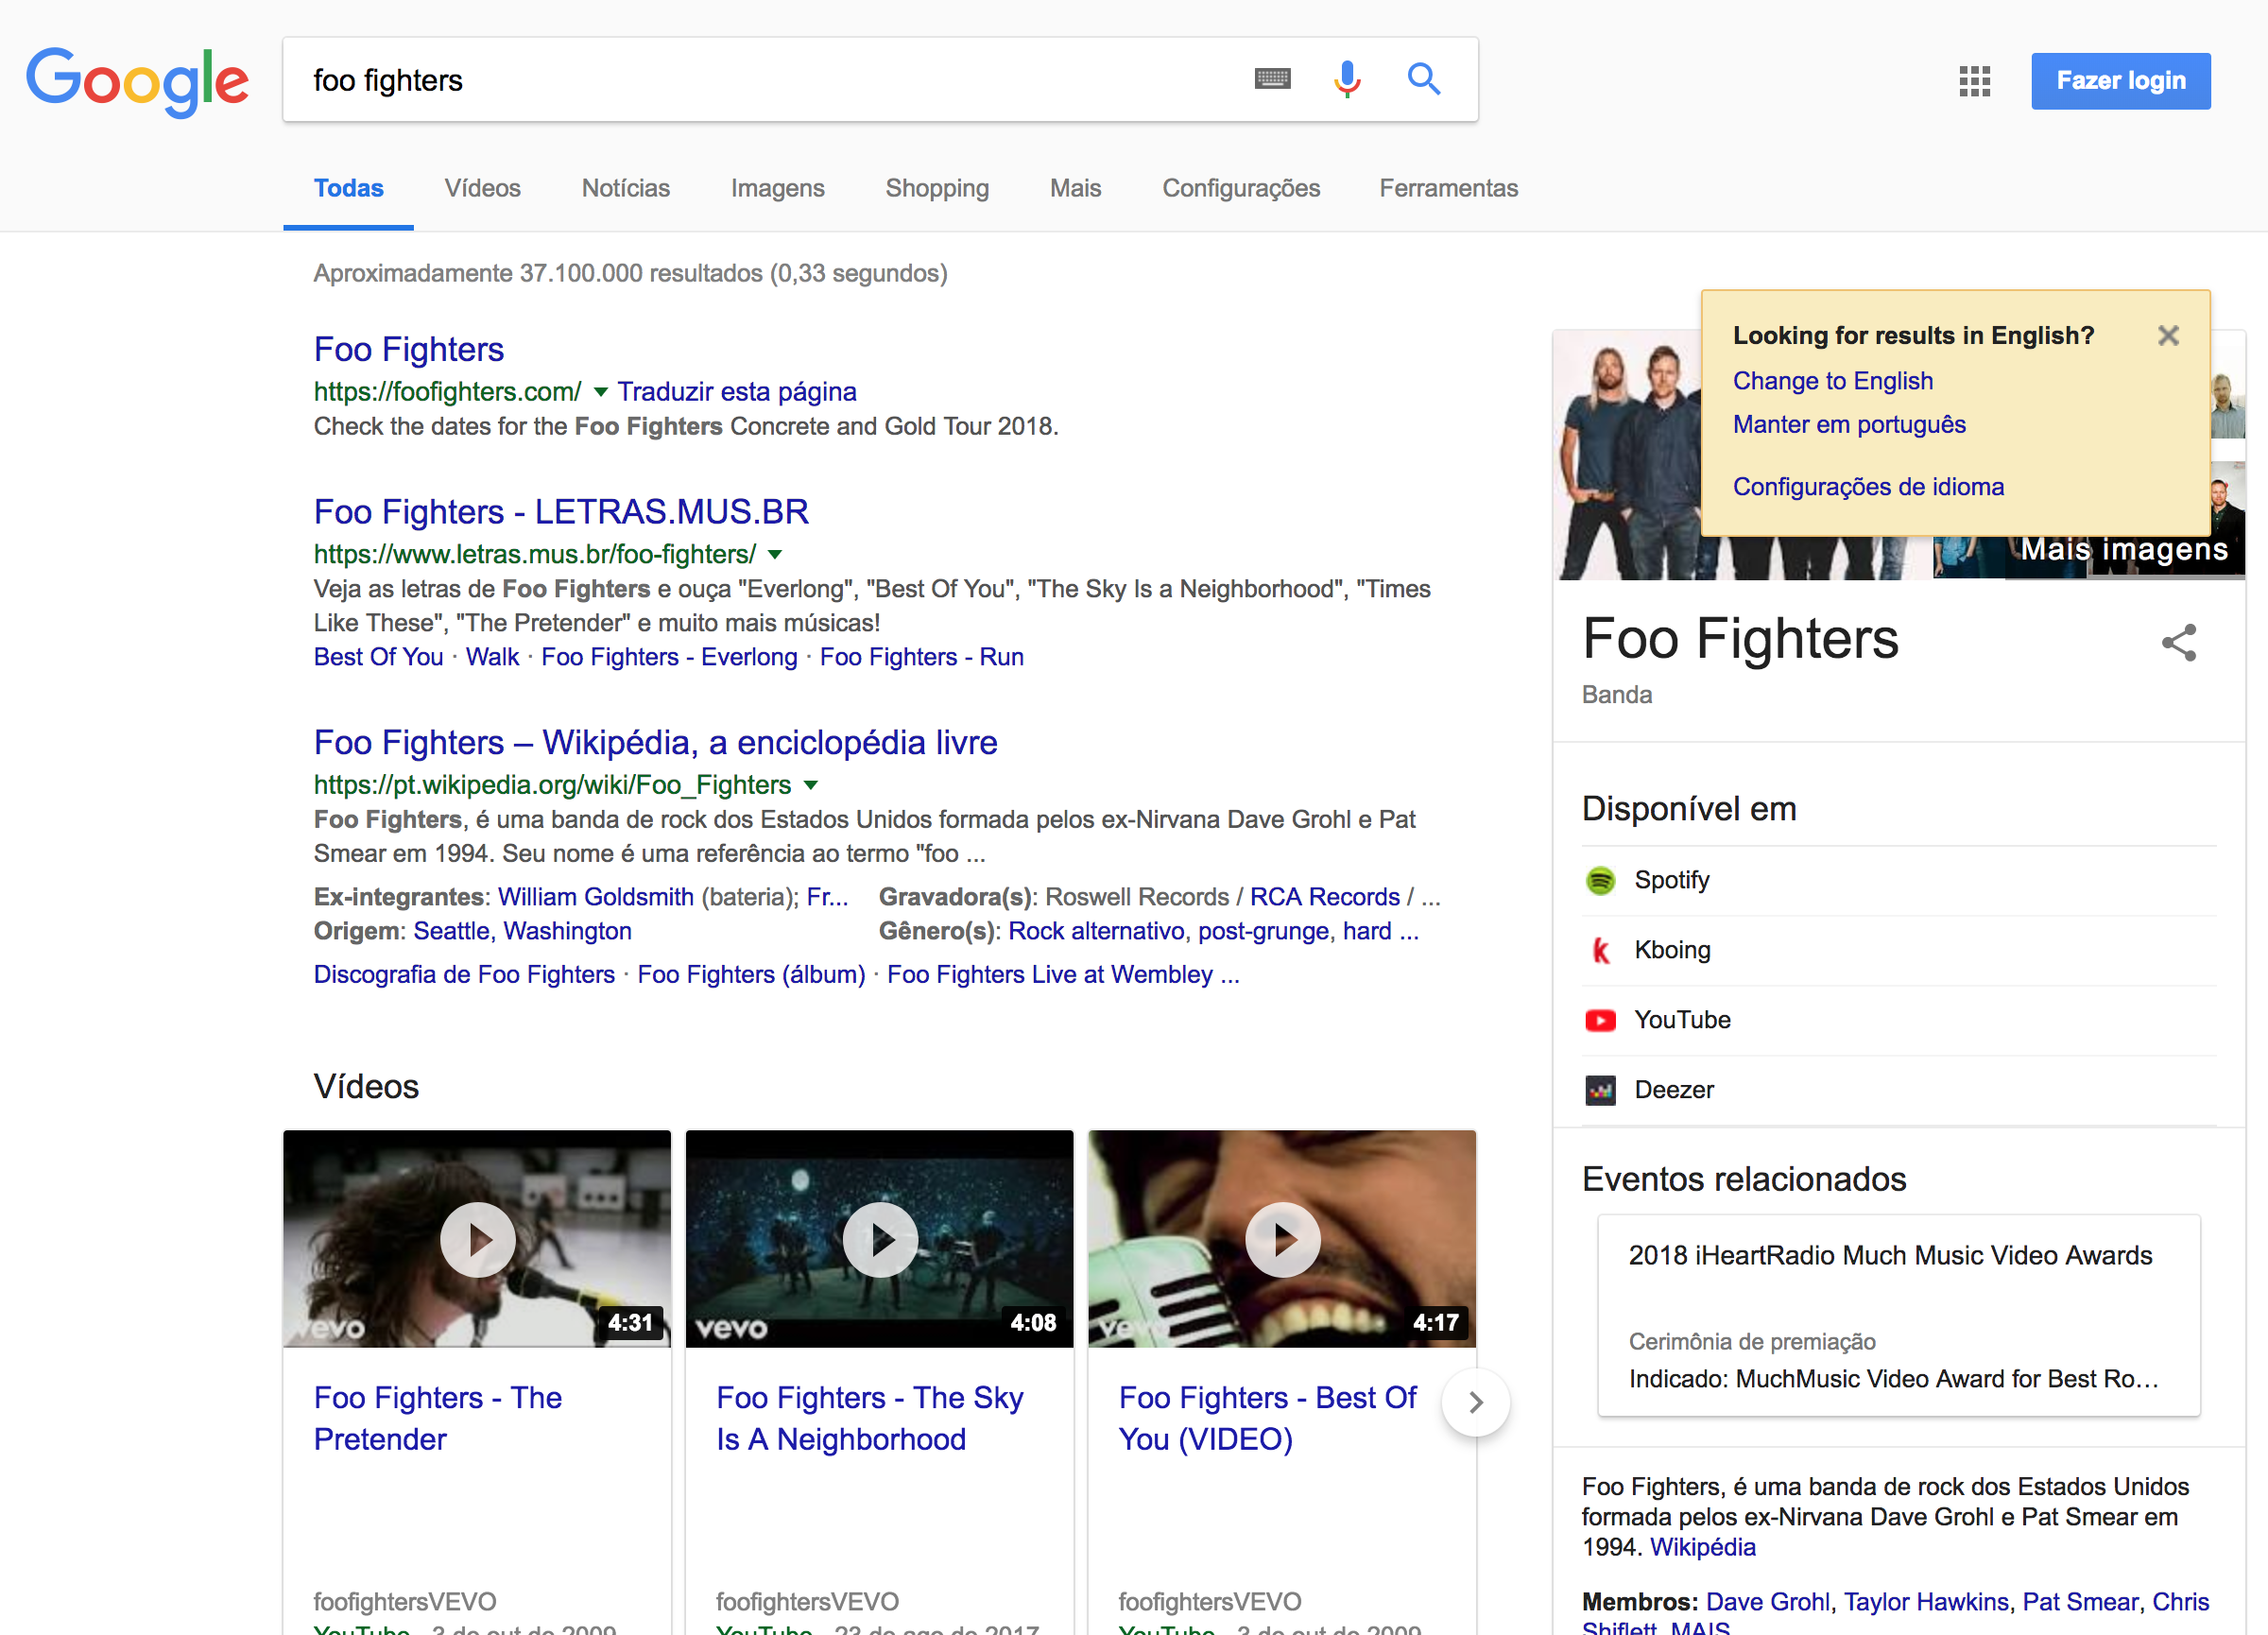 Google
foo fighters
Fazer login
Todas
Vídeos
Notícias
Imagens
Shopping
Mais
Configurações
Ferramentas
Aproximadamente 37.100.000 resultados (0,33 segundos)
Foo Fighters
https://foofighters.com/ Traduzir esta página
Check the dates for the Foo Fighters Concrete and Gold Tour 2018.
Foo Fighters - LETRAS.MUS.BR
https://www.letras.mus.br/foo-fighters/
Veja as letras de Foo Fighters e ouça "Everlong", "Best Of You", "The Sky Is a Neighborhood", "Times
Like These", "The Pretender" e muito mais músicas!
Best Of You · Walk · Foo Fighters - Everlong · Foo Fighters - Run
Foo Fighters – Wikipédia, a enciclopédia livre
https://pt.wikipedia.org/wiki/Foo_Fighters
Foo Fighters, é uma banda de rock dos Estados Unidos formada pelos ex-Nirvana Dave Grohl e Pat
Smear em 1994. Seu nome é uma referência ao termo "foo ...
Ex-integrantes: William Goldsmith (bateria); Fr...
Gravadora(s): Roswell Records / RCA Records / ...
Origem: Seattle, Washington
Gênero(s): Rock alternativo, post-grunge, hard ...
Discografia de Foo Fighters · Foo Fighters (álbum) · Foo Fighters Live at Wembley ...
Vídeos
vevo
4:31
vevo
4:08
vevo
4:17
Foo Fighters - The
Pretender
Foo Fighters - The Sky
Is A Neighborhood
Foo Fighters - Best Of
You (VIDEO)
foofightersVEVO
foofightersVEVO
foofightersVEVO
YouTube - 3 de out de 2009
YouTube - 23 de ago de 2017
YouTube - 3 de out de 2009
Looking for results in English?
Change to English
Manter em português
Configurações de idioma
Mais imagens
Foo Fighters
Banda
Disponível em
Spotify
Kboing
YouTube
Deezer
Eventos relacionados
2018 iHeartRadio Much Music Video Awards
Cerimônia de premiação
Indicado: MuchMusic Video Award for Best Ro...
Foo Fighters, é uma banda de rock dos Estados Unidos
formada pelos ex-Nirvana Dave Grohl e Pat Smear em
1994. Wikipédia
Membros: Dave Grohl, Taylor Hawkins, Pat Smear, Chris
Shiflett, MAIS